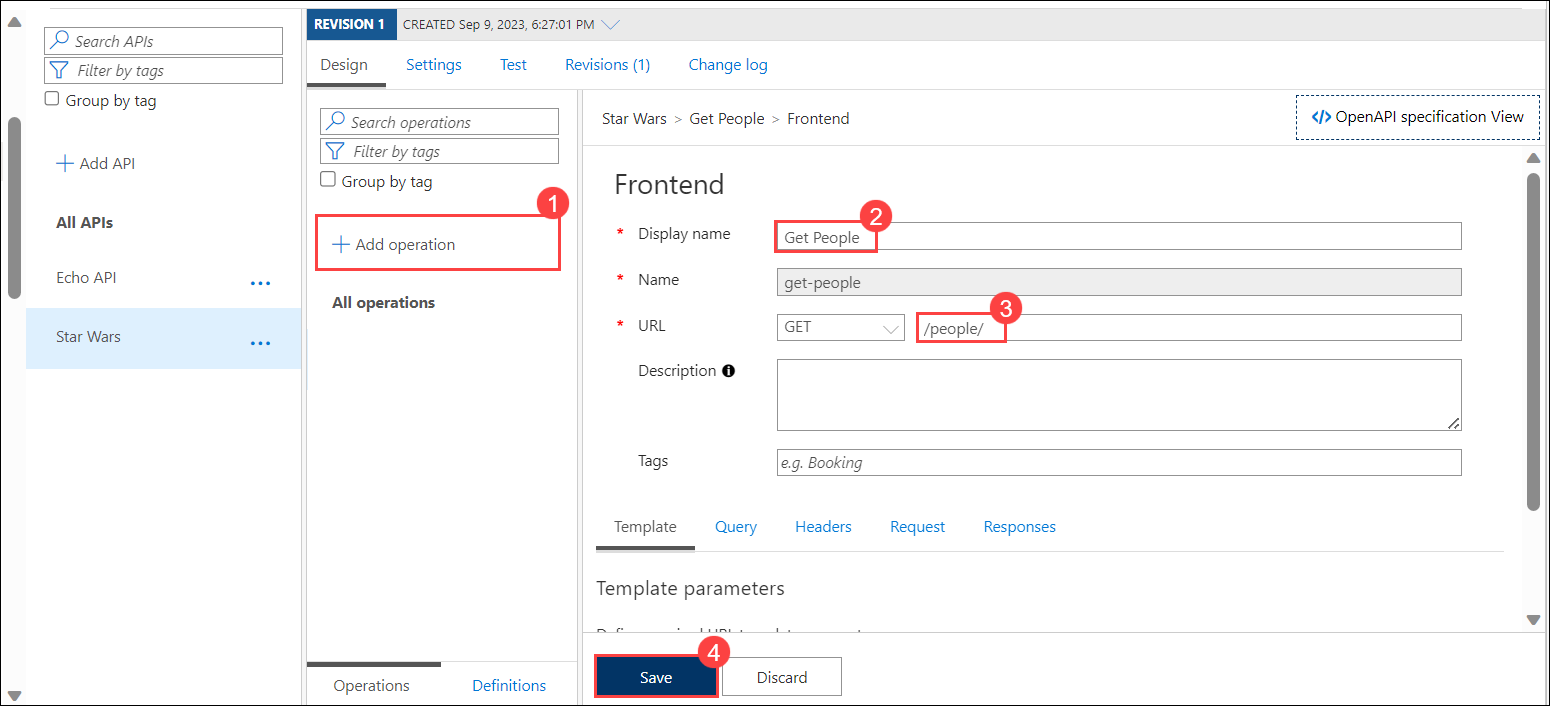 REVISION 1 CREATED Sep 9, 2023, 6:27:01 PM
Search APIs
Filter by tags
Group by tag
Add API
All APIs
Echo API
...
Star Wars
...
Design Settings Test Revisions (1) Change log
Search operations
Filter by tags
Group by tag
1
Add operation
All operations
Operations Definitions
Star Wars > Get People > Frontend
</> OpenAPI specification View
Frontend
2
* Display name Get People
* Name get-people
3
* URL GET /people/
Description
Tags e.g. Booking
Template Query Headers Request Responses
Template parameters
4
Save Discard